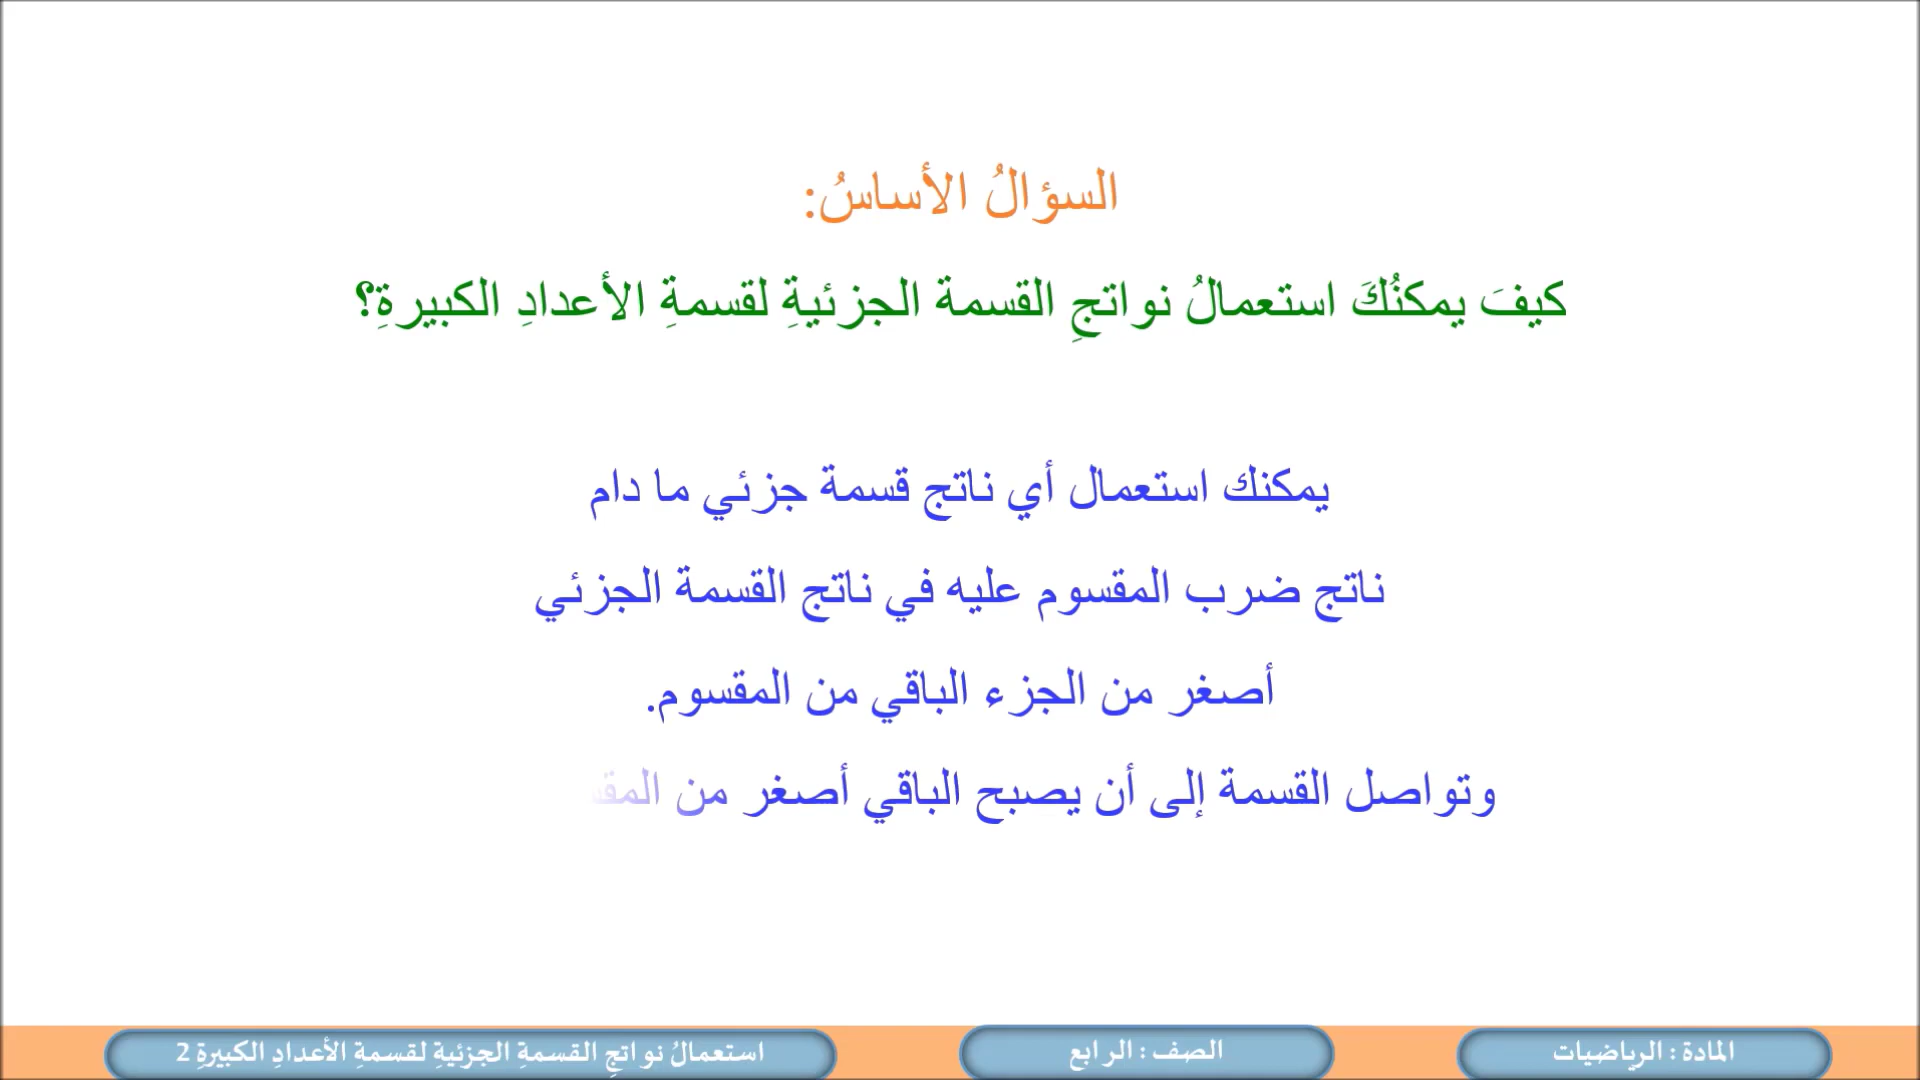 السؤالُ الأساسُ:
كيفَ يمكنُكَ استعمالُ نواتجِ القسمة الجزئيةِ لقسمةِ الأعدادِ الكبيرةِ؟
يمكنك استعمال أي ناتج قسمة جزئي ما دام
ناتج ضرب المقسوم عليه في ناتج القسمة الجزئي
أصغر من الجزء الباقي من المقسوم.
وتواصل القسمة إلى أن يصبح الباقي أصغر من
المادة : الرياضيات
الصف : الرابع
استعمالُ نواتجِ القسمةِ الجزئيةِ لقسمةِ الأعدادِ الكبيرةِ 2